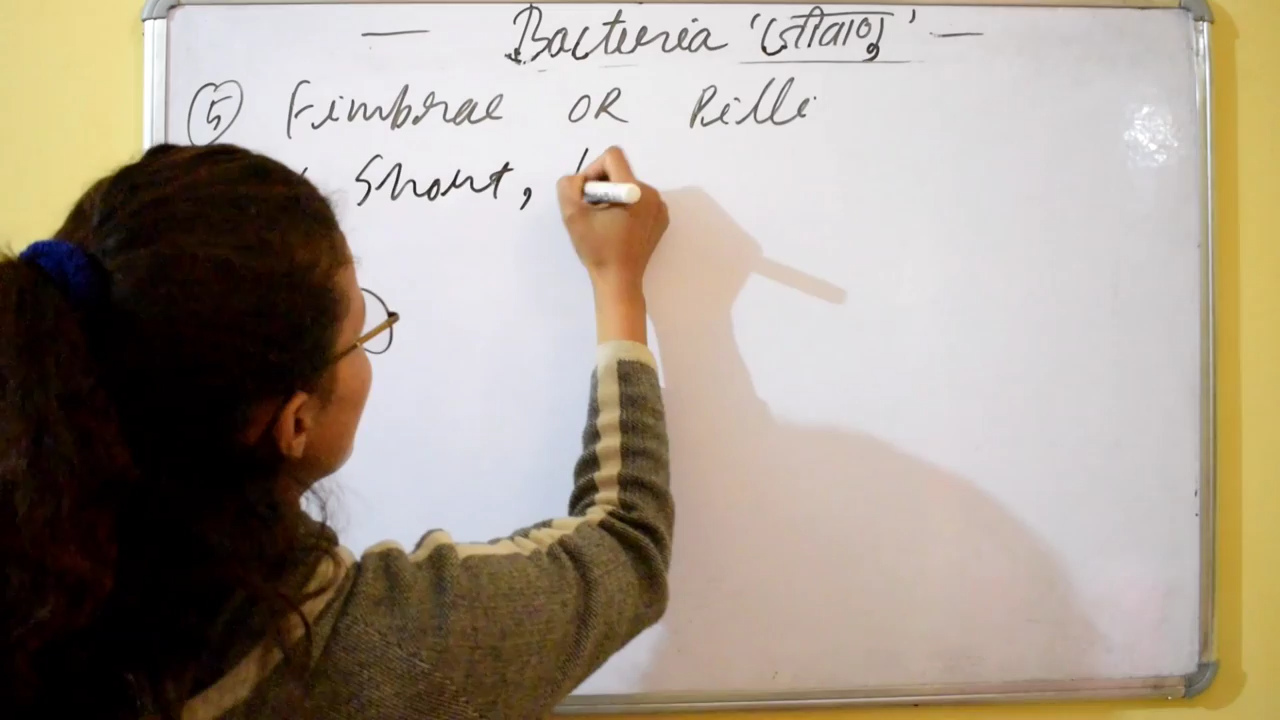 — Bacteria 'जीवाणु' —
⑤ Fimbrae OR Pilli
Short,